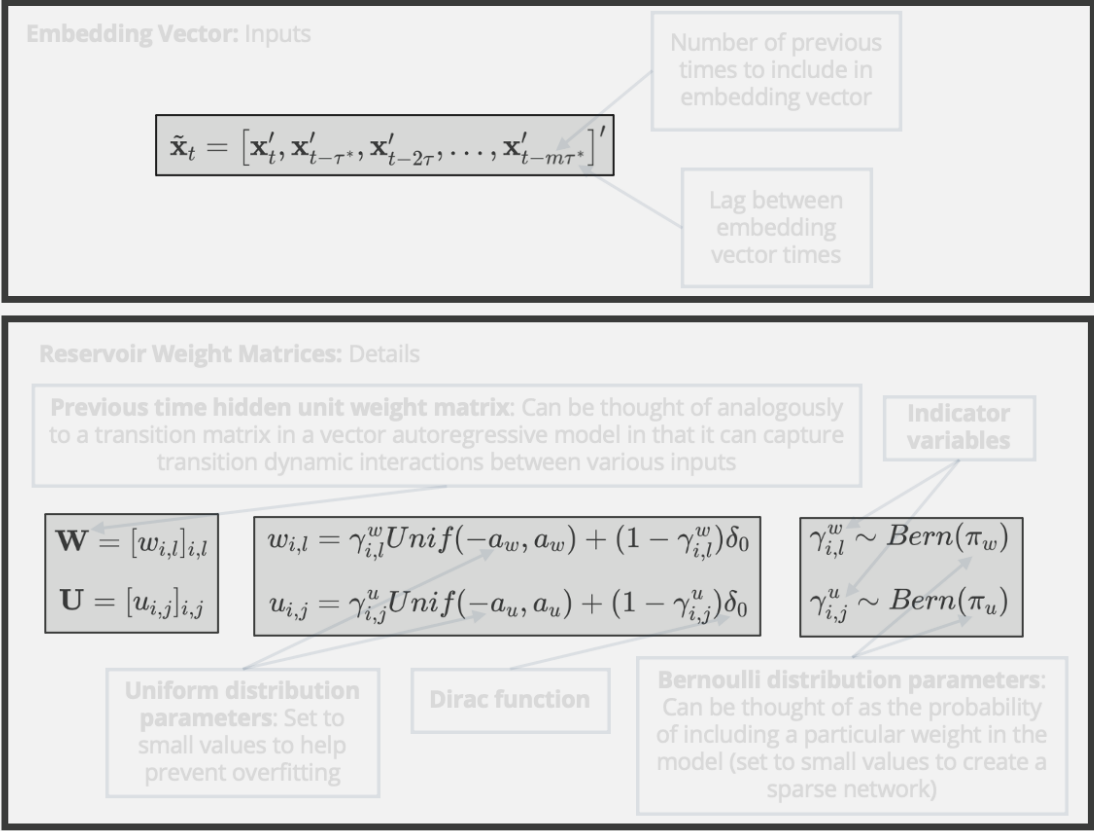 Embedding Vector: Inputs
Number of previous
times to include in
embedding vector
x̃_t = [x′_t, x′_{t−τ*}, x′_{t−2τ}, . . . , x′_{t−mτ*}]′
Lag between
embedding
vector times
Reservoir Weight Matrices: Details
Previous time hidden unit weight matrix: Can be thought of analogously
to a transition matrix in a vector autoregressive model in that it can capture
transition dynamic interactions between various inputs
Indicator
variables
W = [w_{i,l}]_{i,l}
U = [u_{i,j}]_{i,j}
w_{i,l} = γ^w_{i,l} Unif(−a_w, a_w) + (1 − γ^w_{i,l})δ_0
u_{i,j} = γ^u_{i,j} Unif(−a_u, a_u) + (1 − γ^u_{i,j})δ_0
γ^w_{i,l} ∼ Bern(π_w)
γ^u_{i,j} ∼ Bern(π_u)
Uniform distribution
parameters: Set to
small values to help
prevent overfitting
Dirac function
Bernoulli distribution parameters:
Can be thought of as the probability
of including a particular weight in the
model (set to small values to create a
sparse network)